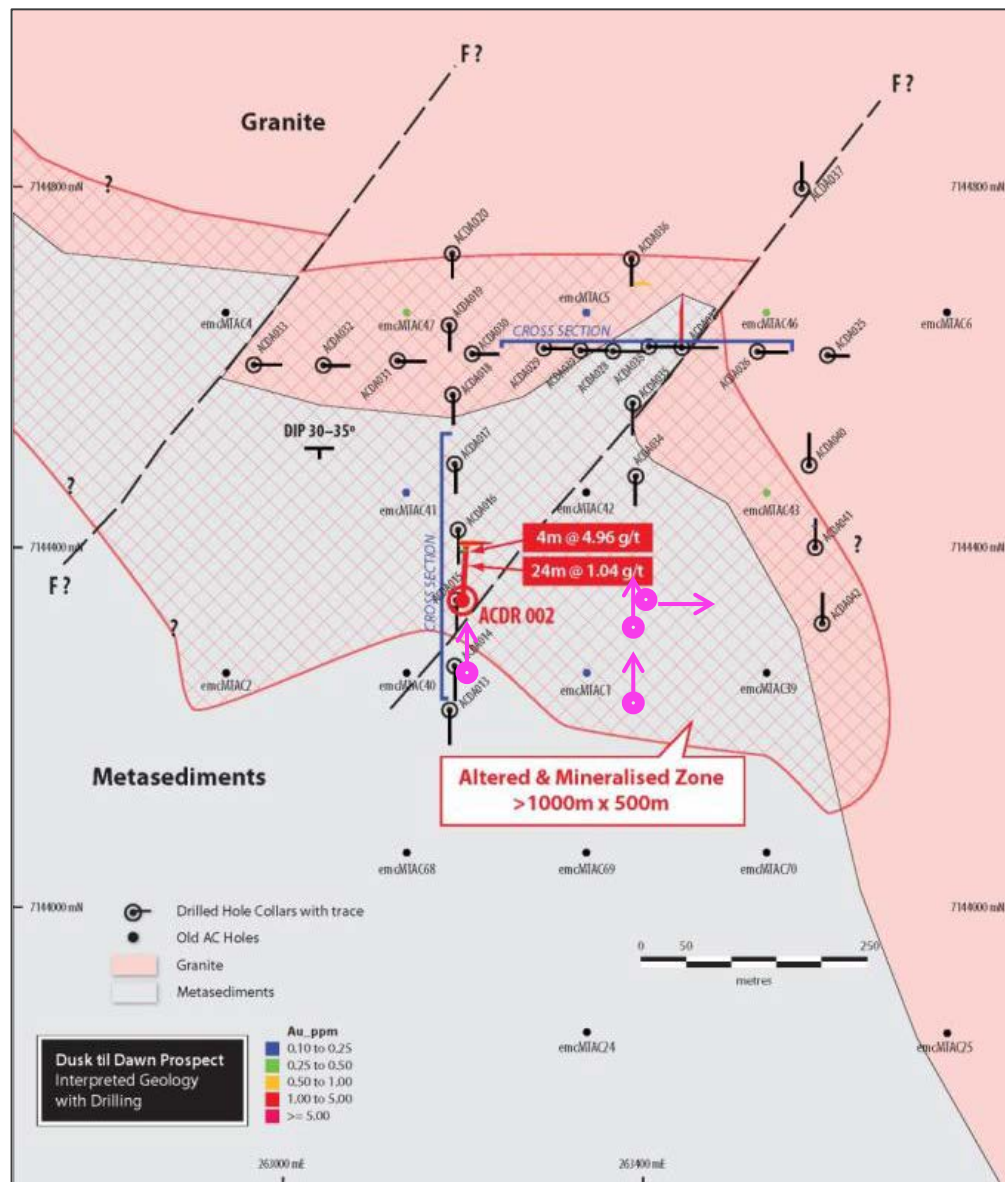 F ?
F ?
Granite
7144800 mN
?
7144800 mN
ACDA037
ACDA020
ACDA036
emcMTAC4
emcMTAC47
ACDA019
emcMTAC5
emcMTAC46
emcMTAC6
CROSS SECTION
ACDA033
ACDA032
ACDA031
ACDA030
ACDA029
ACDA028
ACDA038
ACDA026
ACDA025
ACDA018
ACDA035
DIP 30–35°
ACDA017
ACDA034
ACDA040
?
emcMTAC41
emcMTAC42
emcMTAC43
ACDA016
ACDA041
7144400 mN
4m @ 4.96 g/t
?
7144400 mN
24m @ 1.04 g/t
F ?
CROSS SECTION
ACDA015
ACDR 002
ACDA042
?
ACDA014
emcMTAC2
emcMTAC40
emcMTAC1
emcMTAC39
ACDA013
Metasediments
Altered & Mineralised Zone
>1000m x 500m
emcMTAC68
emcMTAC69
emcMTAC70
7144000 mN
7144000 mN
Drilled Hole Collars with trace
Old AC Holes
Granite
Metasediments
0 50 250
metres
Au_ppm
0.10 to 0.25
0.25 to 0.50
0.50 to 1.00
1.00 to 5.00
>= 5.00
Dusk til Dawn Prospect
Interpreted Geology
with Drilling
emcMTAC24
emcMTAC25
263000 mE
263400 mE